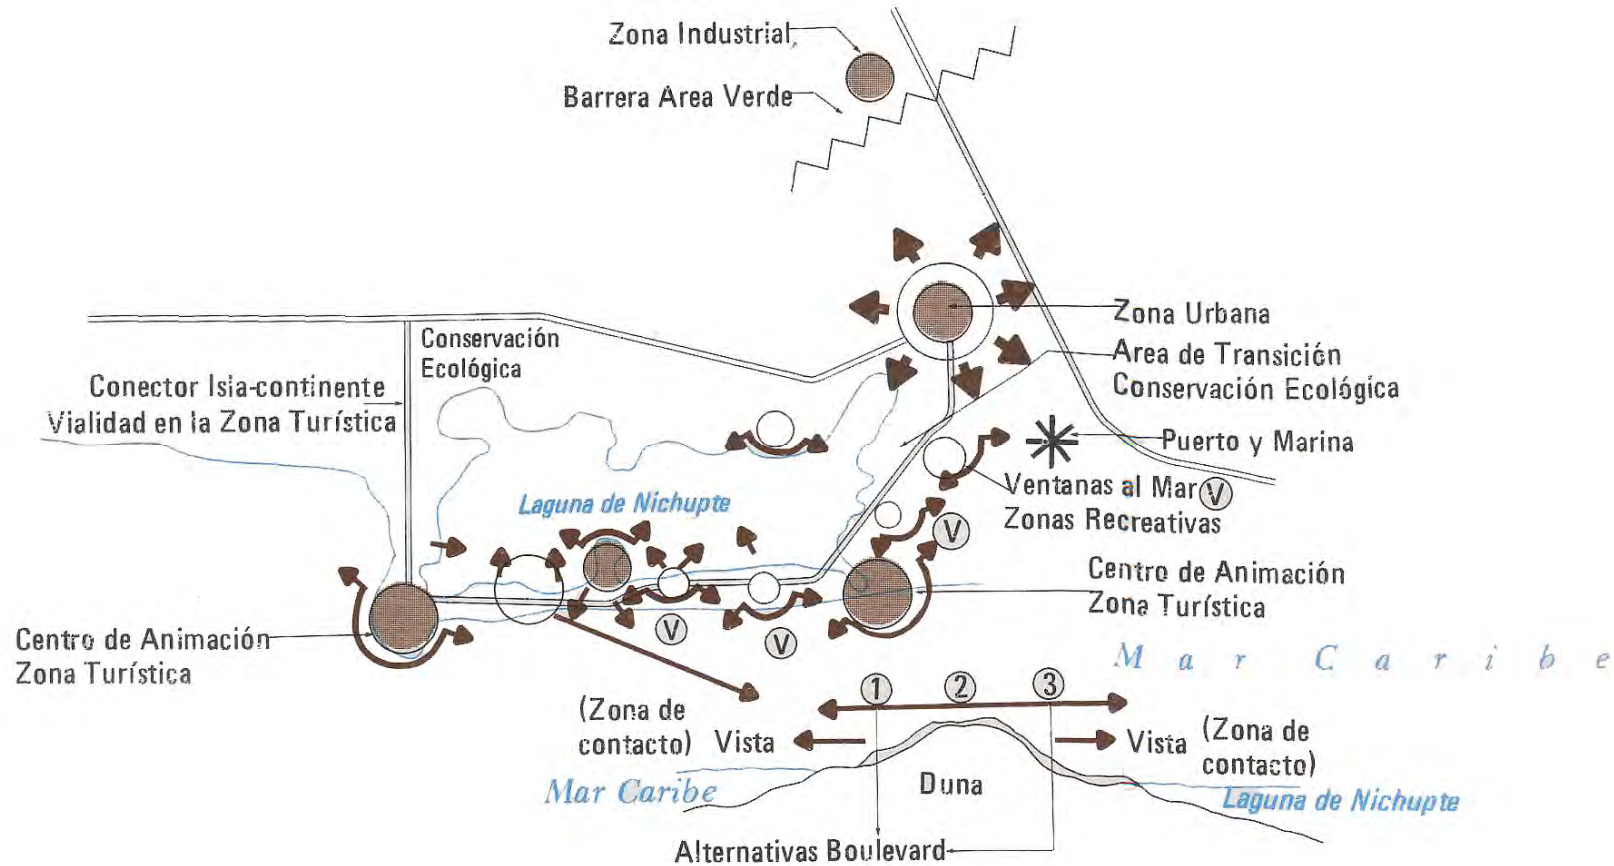 Zona Industrial
Barrera Area Verde
Zona Urbana
Area de Transición
Conservación Ecológica
Conservación
Ecológica
Conector Isia-continente
Vialidad en la Zona Turística
Puerto y Marina
Ventanas al Mar V
Zonas Recreativas
Laguna de Nichupte
V
Centro de Animación
Zona Turística
Centro de Animación
Zona Turística
V
V
Mar Caribe
1 2 3
(Zona de
contacto) Vista
Vista (Zona de
contacto)
Mar Caribe
Duna
Laguna de Nichupte
Alternativas Boulevard